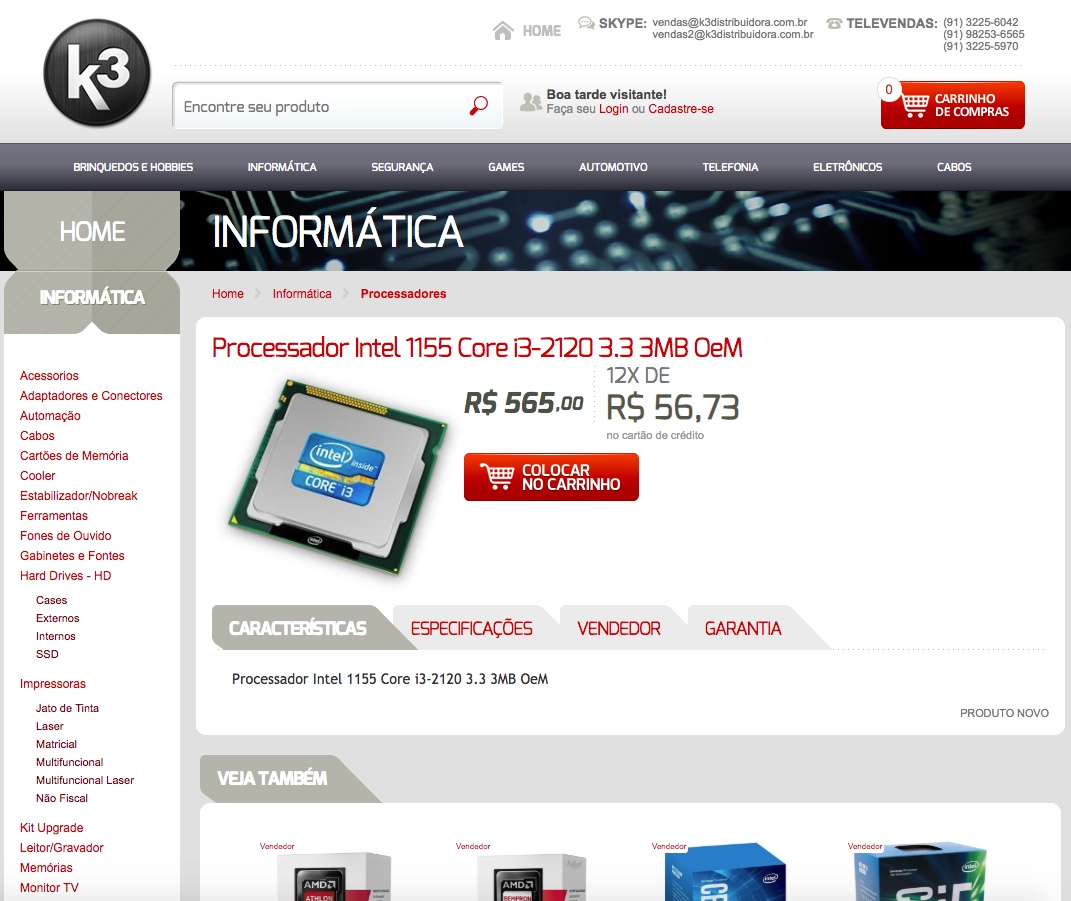 k3
HOME
SKYPE: vendas@k3distribuidora.com.br
vendas2@k3distribuidora.com.br
TELEVENDAS: (91) 3225-6042
(91) 98253-6565
(91) 3225-5970
Encontre seu produto
Boa tarde visitante!
Faça seu Login ou Cadastre-se
0
CARRINHO
DE COMPRAS
BRINQUEDOS E HOBBIES INFORMÁTICA SEGURANÇA GAMES AUTOMOTIVO TELEFONIA ELETRÔNICOS CABOS
HOME
INFORMÁTICA
INFORMÁTICA
Acessorios
Adaptadores e Conectores
Automação
Cabos
Cartões de Memória
Cooler
Estabilizador/Nobreak
Ferramentas
Fones de Ouvido
Gabinetes e Fontes
Hard Drives - HD
Cases
Externos
Internos
SSD
Impressoras
Jato de Tinta
Laser
Matricial
Multifuncional
Multifuncional Laser
Não Fiscal
Kit Upgrade
Leitor/Gravador
Memórias
Monitor TV
Home Informática Processadores
Processador Intel 1155 Core i3-2120 3.3 3MB OeM
intel inside
CORE i3
intel
R$ 565,00
12X DE
R$ 56,73
no cartão de crédito
COLOCAR
NO CARRINHO
CARACTERÍSTICAS ESPECIFICAÇÕES VENDEDOR GARANTIA
Processador Intel 1155 Core i3-2120 3.3 3MB OeM
PRODUTO NOVO
VEJA TAMBÉM
Vendedor Vendedor Vendedor Vendedor
AMD
ATHLON
AMD
SEMPRON
intel
intel